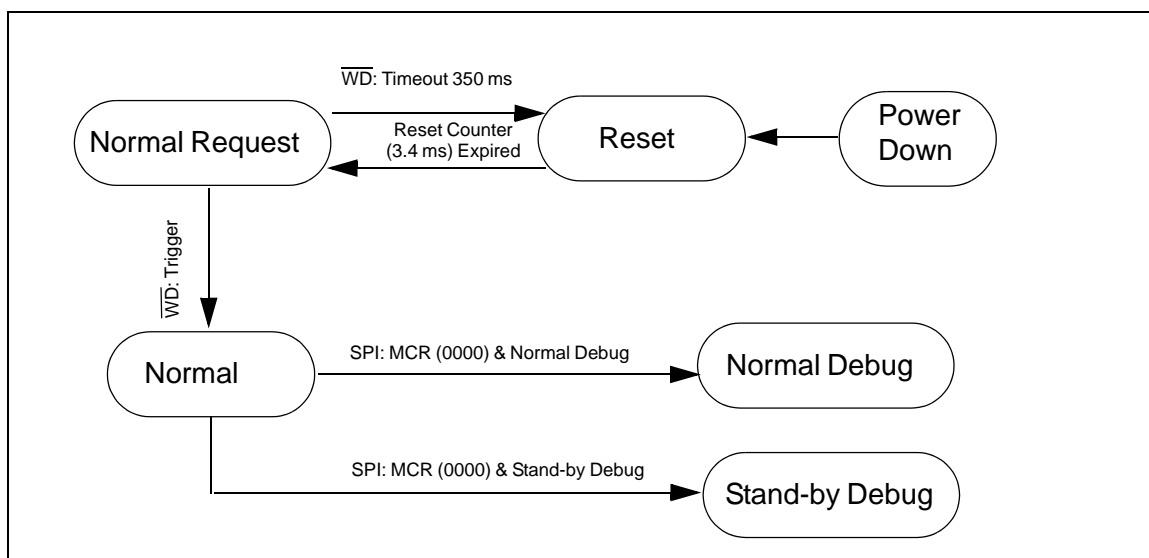 WD: Timeout 350 ms
Normal Request
Reset Counter
(3.4 ms) Expired
Reset
Power
Down
WD: Trigger
Normal
SPI: MCR (0000) & Normal Debug
Normal Debug
SPI: MCR (0000) & Stand-by Debug
Stand-by Debug